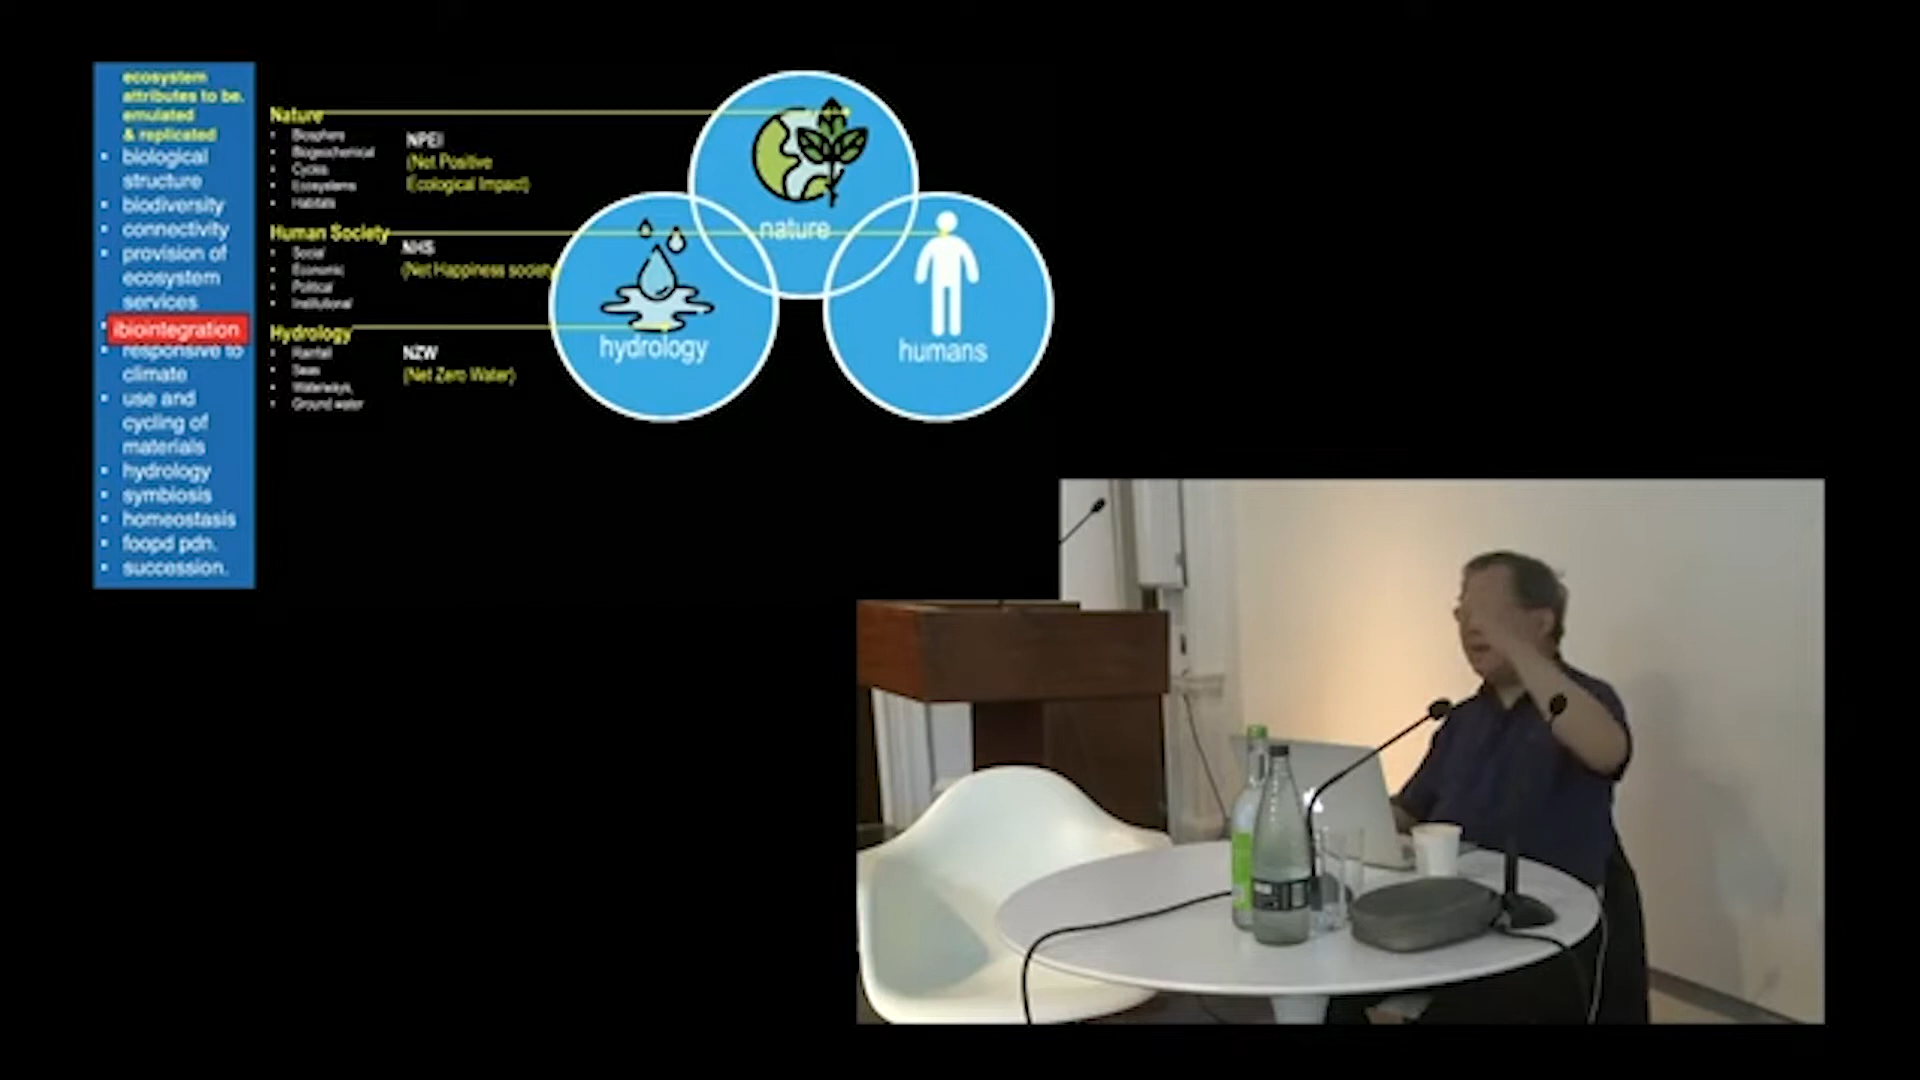 ecosystem
attributes to be.
emulated
& replicated
• biological
structure
• biodiversity
• connectivity
• provision of
ecosystem
services
• ibiointegration
responsive to
climate
• use and
cycling of
materials
• hydrology
• symbiosis
• homeostasis
• foopd pdn.
• succession.
Nature
• Biosphere
• Biogeochemical
• Cycles
• Ecosystems
• Habitats
NPEI
(Net Positive
Ecological Impact)
Human Society
• Social
• Economic
• Political
• Institutional
NHS
(Net Happiness society
Hydrology
• Rainfall
• Seas
• Waterways,
• Ground water
NZW
(Net Zero Water)
nature
hydrology
humans